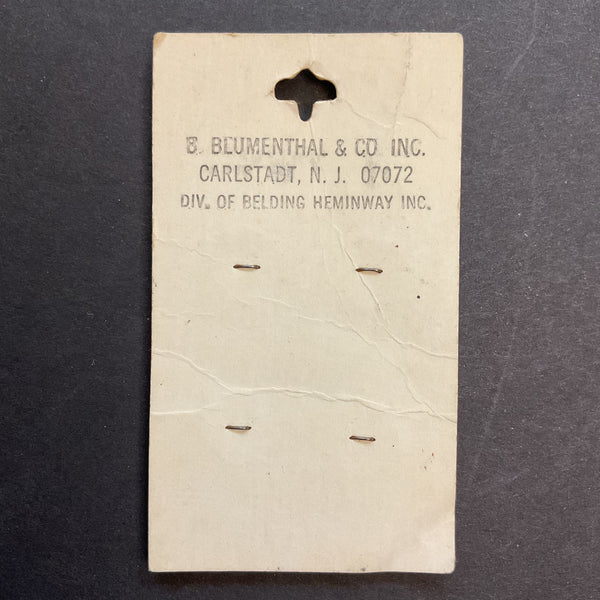 B. BLUMENTHAL & CO. INC.
CARLSTADT, N. J. 07072
DIV. OF BELDING HEMINWAY INC.